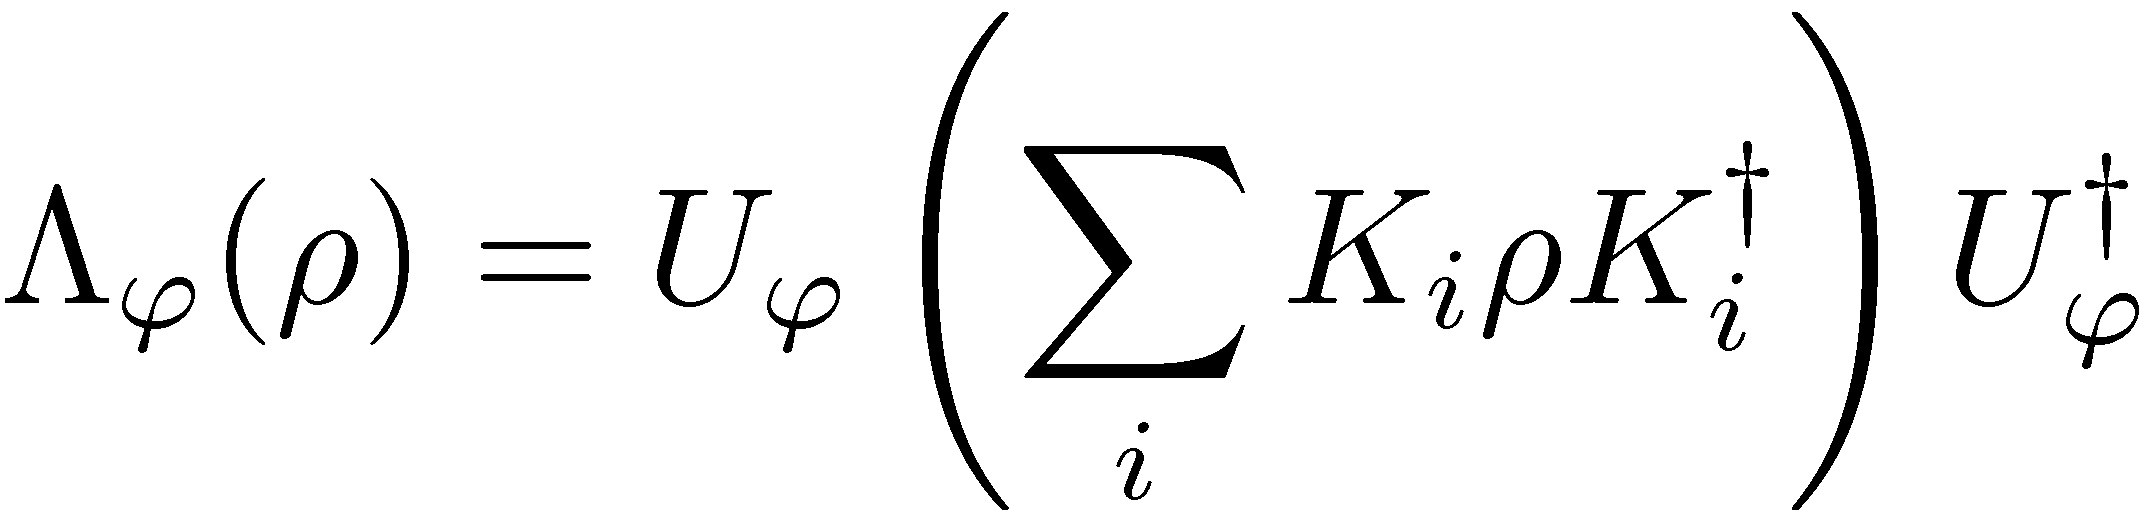 Λ_φ(ρ) = U_φ ( ∑_i K_i ρ K_i^† ) U_φ^†